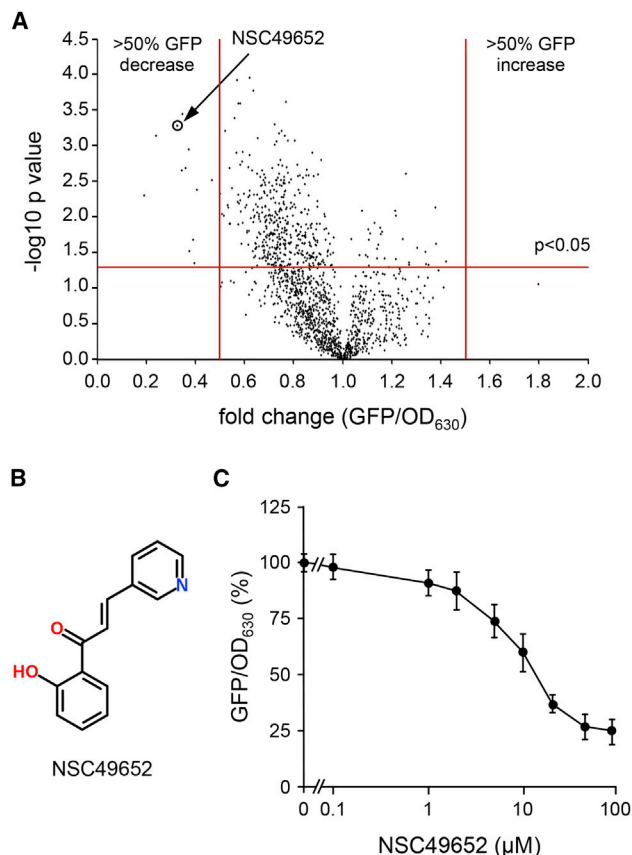 A
>50% GFP
decrease
NSC49652
>50% GFP
increase
4.5
4.0
3.5
3.0
2.5
2.0
1.5
1.0
0.5
0.0
-log10 p value
p<0.05
0.0 0.2 0.4 0.6 0.8 1.0 1.2 1.4 1.6 1.8 2.0
fold change (GFP/OD₆₃₀)
B
N
O
HO
NSC49652
C
125
100
75
50
25
0
GFP/OD₆₃₀ (%)
0 0.1 1 10 100
NSC49652 (µM)